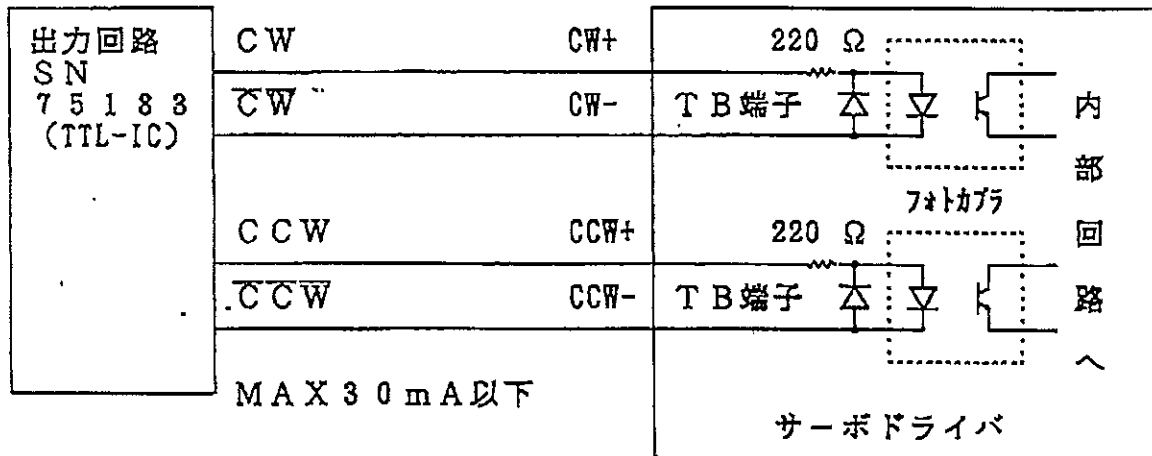 出力回路
SN
75183
(TTL-IC)
CW
CW+
220 Ω
C̅W̅
CW-
TB端子
フォトカプラ
CCW
CCW+
220 Ω
C̅C̅W̅
CCW-
TB端子
MAX30mA以下
サーボドライバ
内部回路へ